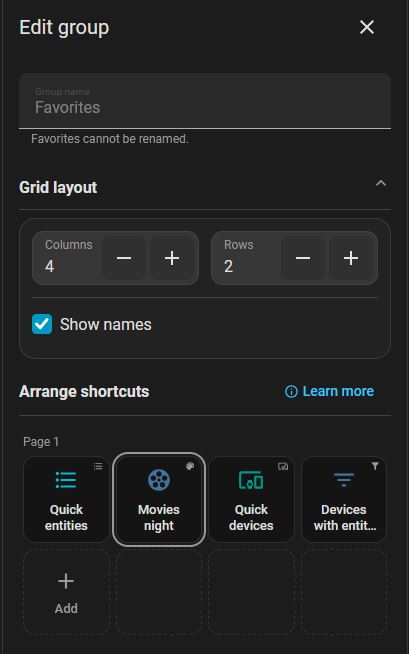 Edit group
Group name
Favorites
Favorites cannot be renamed.
Grid layout
Columns
4
Rows
2
Show names
Arrange shortcuts
Learn more
Page 1
Quick
entities
Movies
night
Quick
devices
Devices
with entit...
Add